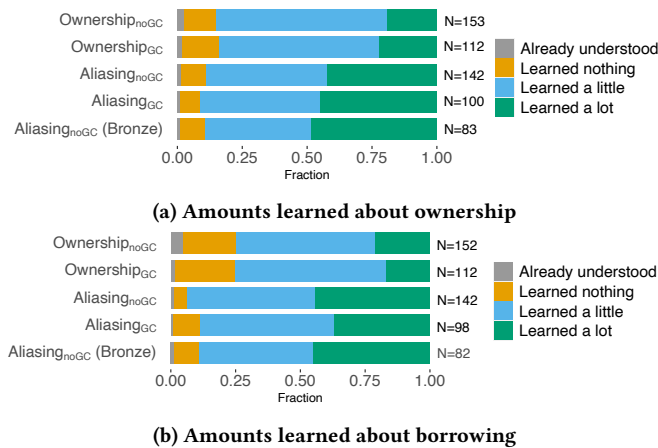 Ownership_noGC N=153
Ownership_GC N=112
Aliasing_noGC N=142
Aliasing_GC N=100
Aliasing_noGC (Bronze) N=83
Already understood
Learned nothing
Learned a little
Learned a lot
0.00 0.25 0.50 0.75 1.00
Fraction
(a) Amounts learned about ownership
Ownership_noGC N=152
Ownership_GC N=112
Aliasing_noGC N=142
Aliasing_GC N=98
Aliasing_noGC (Bronze) N=82
Already understood
Learned nothing
Learned a little
Learned a lot
0.00 0.25 0.50 0.75 1.00
Fraction
(b) Amounts learned about borrowing